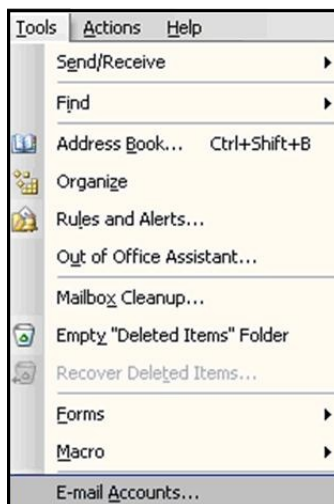 Tools Actions Help
Send/Receive
Find
Address Book... Ctrl+Shift+B
Organize
Rules and Alerts...
Out of Office Assistant...
Mailbox Cleanup...
Empty "Deleted Items" Folder
Recover Deleted Items...
Forms
Macro
E-mail Accounts...